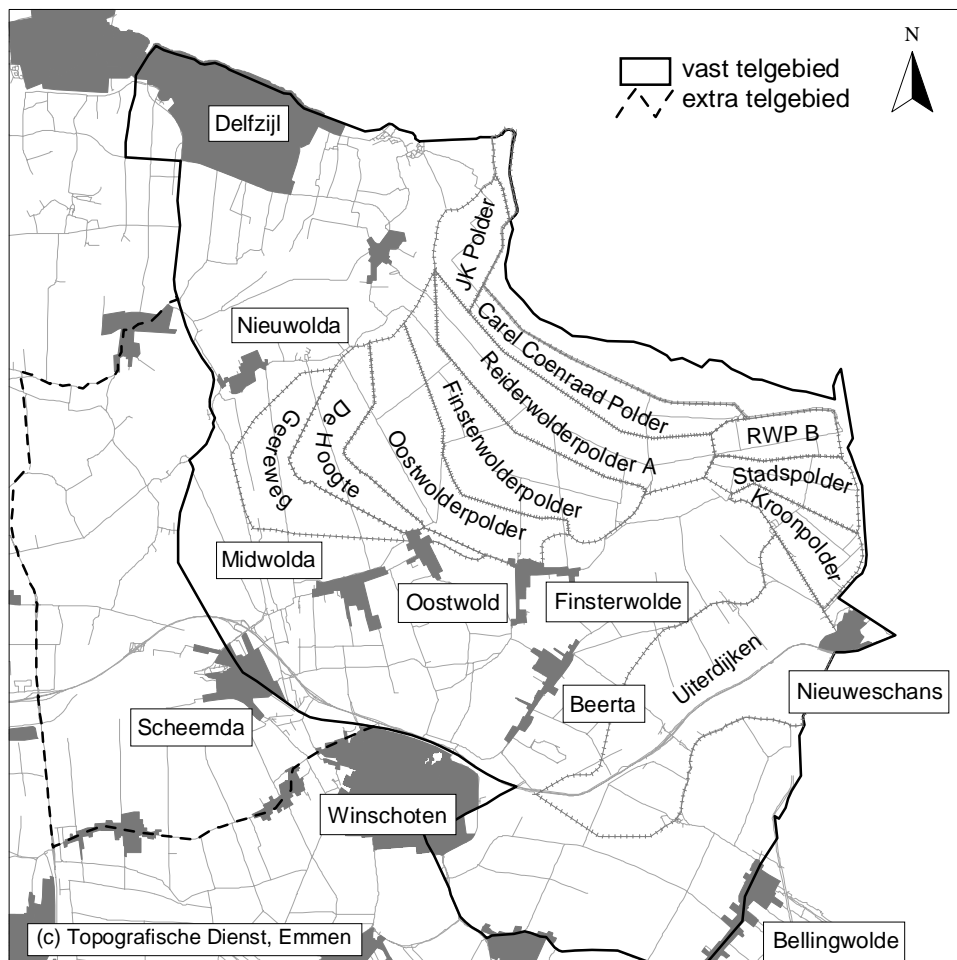 N
vast telgebied
extra telgebied
Delfzijl
JK Polder
Nieuwolda
Carel Coenraad Polder
Reiderwolderpolder A
RWP B
Stadspolder
Kroonpolder
Finsterwolderpolder
Oostwolderpolder
De Hoogte
Geereweg
Midwolda
Oostwold
Finsterwolde
Uiterdijken
Nieuweschans
Beerta
Scheemda
Winschoten
(c) Topografische Dienst, Emmen
Bellingwolde